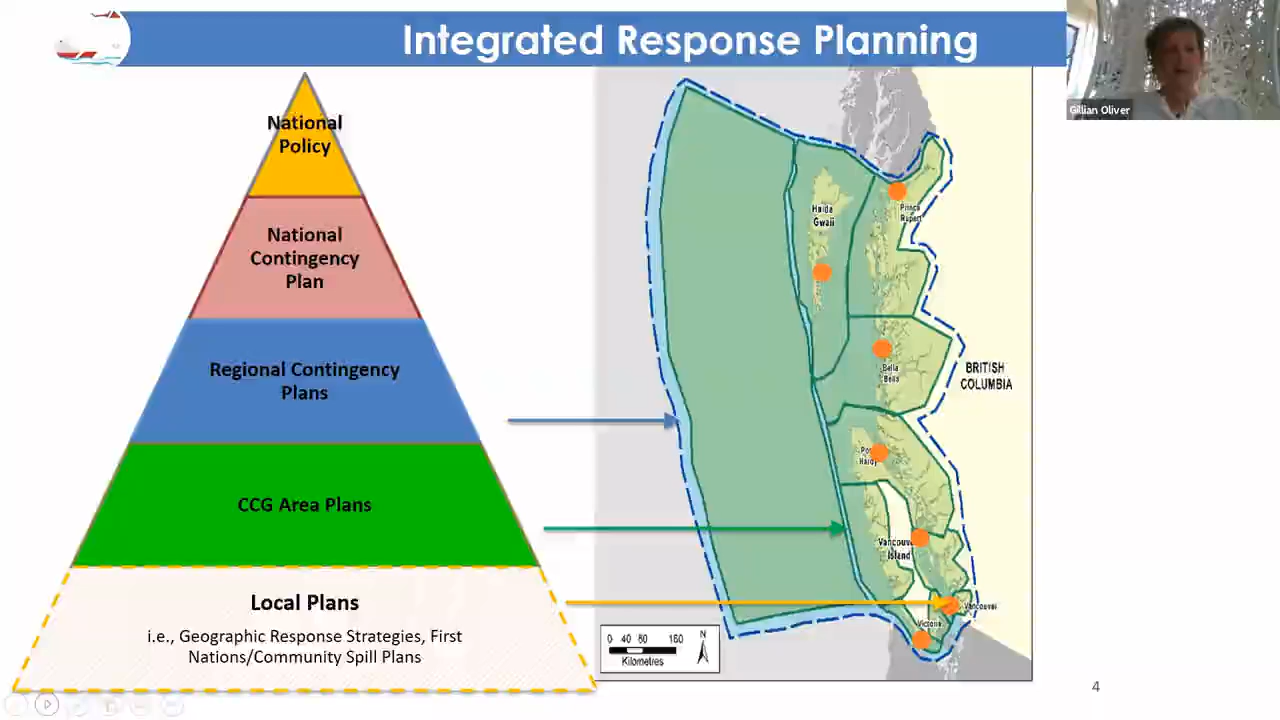 Integrated Response Planning
Gillian Oliver
National
Policy
National
Contingency
Plan
Regional Contingency
Plans
CCG Area Plans
Local Plans
i.e., Geographic Response Strategies, First
Nations/Community Spill Plans
Haida
Gwaii
Prince
Rupert
Bella
Bella
BRITISH
COLUMBIA
Hardy
Island
Vancouver
Victoria
0 40 80 160
Kilometres
N
4